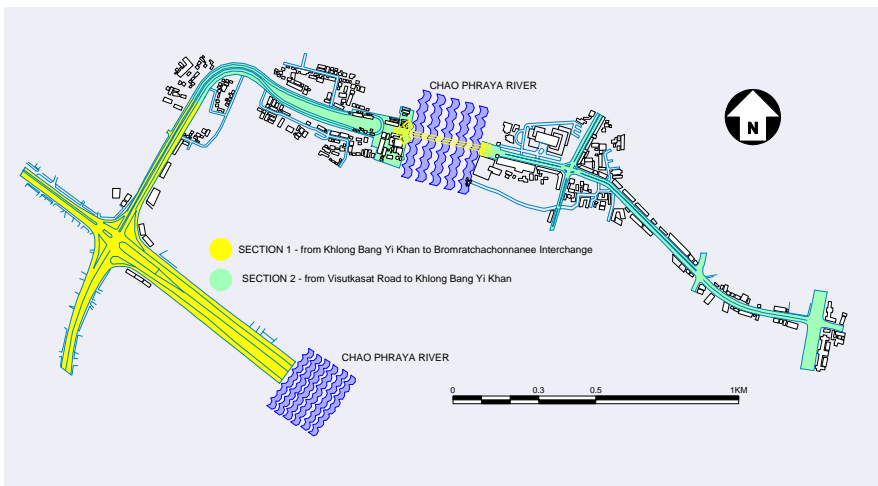 CHAO PHRAYA RIVER
N
SECTION 1 - from Khlong Bang Yi Khan to Bromratchachonnanee Interchange
SECTION 2 - from Visutkasat Road to Khlong Bang Yi Khan
CHAO PHRAYA RIVER
0 0.3 0.5 1KM